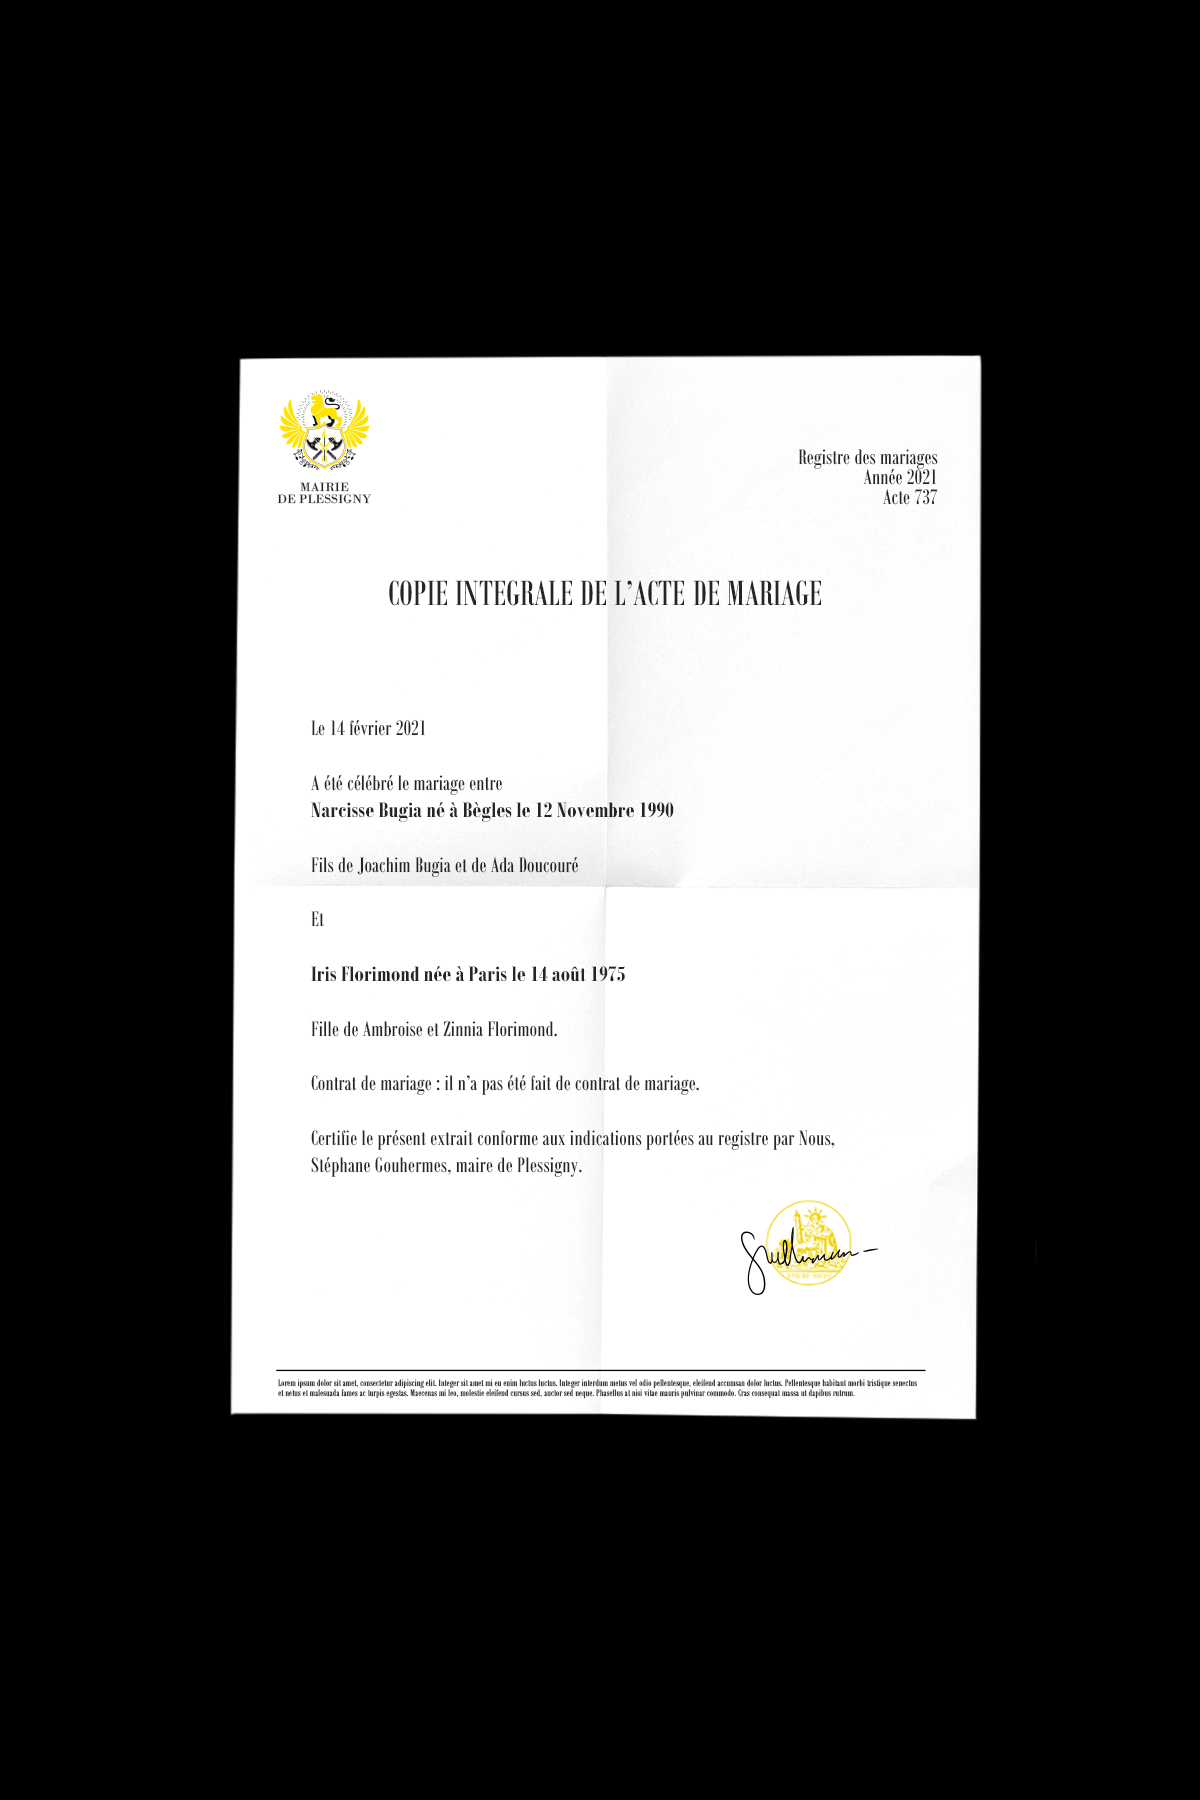 MAIRIE
DE PLESSIGNY
Registre des mariages
Année 2021
Acte 737
COPIE INTEGRALE DE L’ACTE DE MARIAGE
Le 14 février 2021
A été célébré le mariage entre
Narcisse Bugia né à Bègles le 12 Novembre 1990
Fils de Joachim Bugia et de Ada Doucouré
Et
Iris Florimond née à Paris le 14 août 1975
Fille de Ambroise et Zinnia Florimond.
Contrat de mariage : il n’a pas été fait de contrat de mariage.
Certifie le présent extrait conforme aux indications portées au registre par Nous,
Stéphane Gouhermes, maire de Plessigny.
Lorem ipsum dolor sit amet, consectetur adipiscing elit. Integer sit amet mi eu enim luctus luctus. Integer interdum metus vel odio pellentesque, eleifend accumsan dolor luctus. Pellentesque habitant morbi tristique senectus
et netus et malesuada fames ac turpis egestas. Maecenas mi leo, molestie eleifend cursus sed, auctor sed neque. Phasellus at nisi vitae mauris pulvinar commodo. Cras consequat massa ut dapibus rutrum.